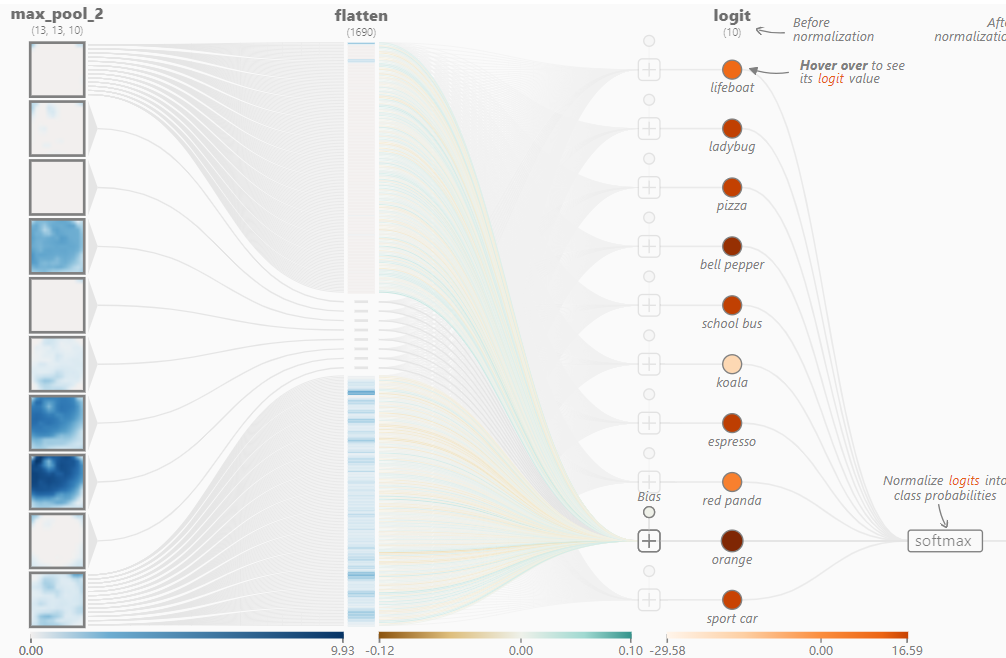 max_pool_2
(13, 13, 10)
flatten
(1690)
logit
(10)
Before
normalization
normalizatio
Hover over to see
its logit value
lifeboat
ladybug
pizza
bell pepper
school bus
koala
espresso
red panda
Bias
orange
sport car
Normalize logits into
class probabilities
softmax
0.00
9.93
-0.12
0.00
0.10
-29.58
0.00
16.59